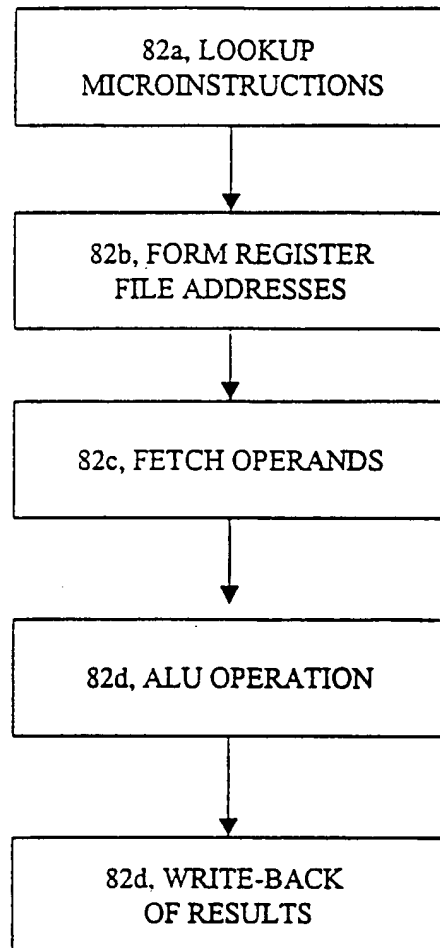 82a, LOOKUP
MICROINSTRUCTIONS
82b, FORM REGISTER
FILE ADDRESSES
82c, FETCH OPERANDS
82d, ALU OPERATION
82d, WRITE-BACK
OF RESULTS